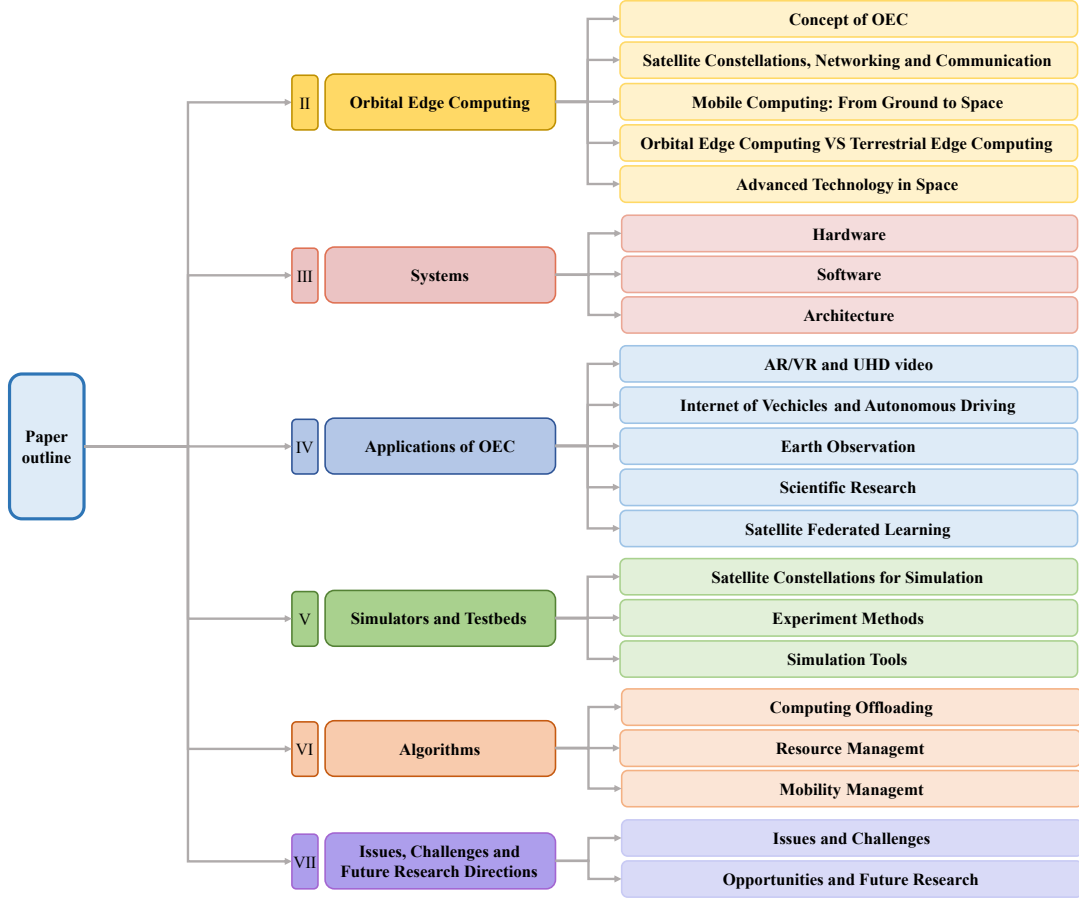 Paper
outline
II
Orbital Edge Computing
Concept of OEC
Satellite Constellations, Networking and Communication
Mobile Computing: From Ground to Space
Orbital Edge Computing VS Terrestrial Edge Computing
Advanced Technology in Space
III
Systems
Hardware
Software
Architecture
IV
Applications of OEC
AR/VR and UHD video
Internet of Vechicles and Autonomous Driving
Earth Observation
Scientific Research
Satellite Federated Learning
V
Simulators and Testbeds
Satellite Constellations for Simulation
Experiment Methods
Simulation Tools
VI
Algorithms
Computing Offloading
Resource Managemt
Mobility Managemt
VII
Issues, Challenges and
Future Research Directions
Issues and Challenges
Opportunities and Future Research